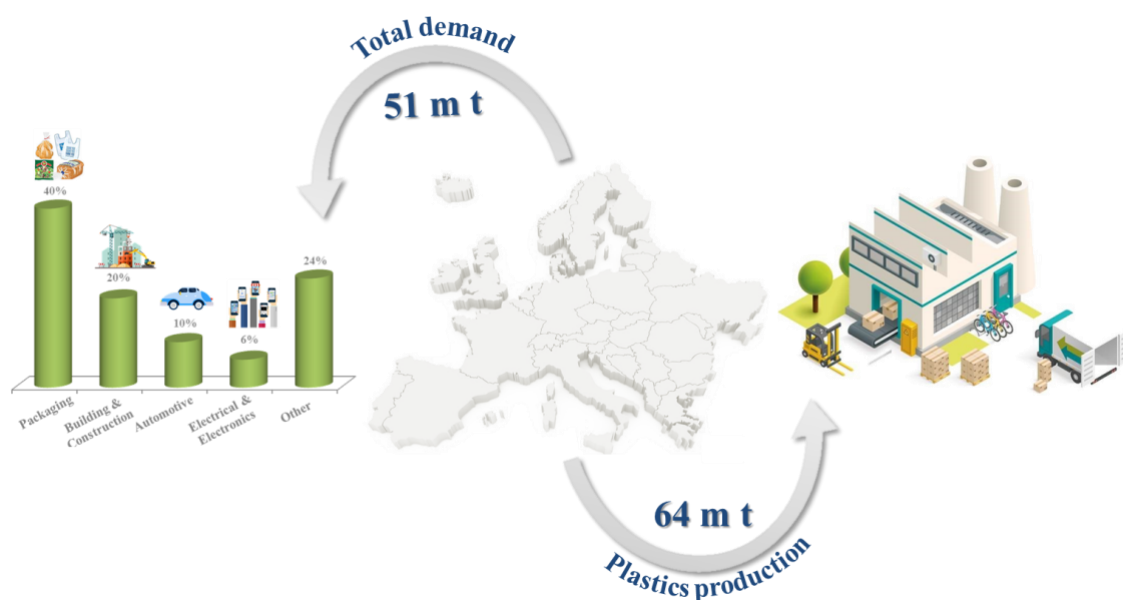 Total demand
51 m t
40%
20%
10%
6%
24%
Packaging
Building &
Construction
Automotive
Electrical &
Electronics
Other
64 m t
Plastics production